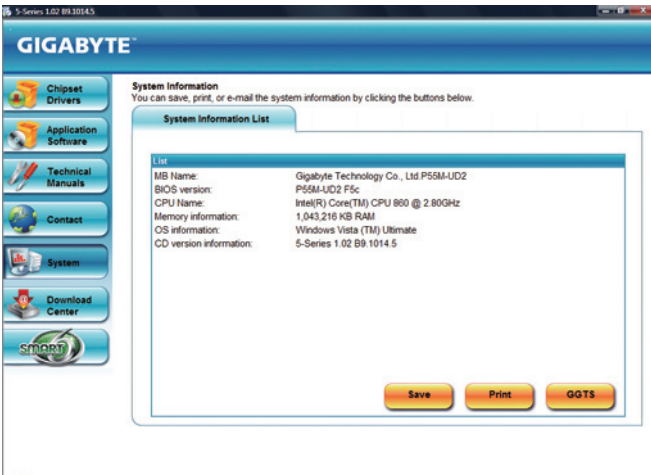 5-Series 1.02 B9.1014.5
GIGABYTE™
Chipset
Drivers
Application
Software
Technical
Manuals
Contact
System
Download
Center
SMART
System Information
You can save, print, or e-mail the system information by clicking the buttons below.
System Information List
List
MB Name: Gigabyte Technology Co., Ltd.P55M-UD2
BIOS version: P55M-UD2 F5c
CPU Name: Intel(R) Core(TM) CPU 860 @ 2.80GHz
Memory information: 1,043,216 KB RAM
OS information: Windows Vista (TM) Ultimate
CD version information: 5-Series 1.02 B9.1014.5
Save Print GGTS